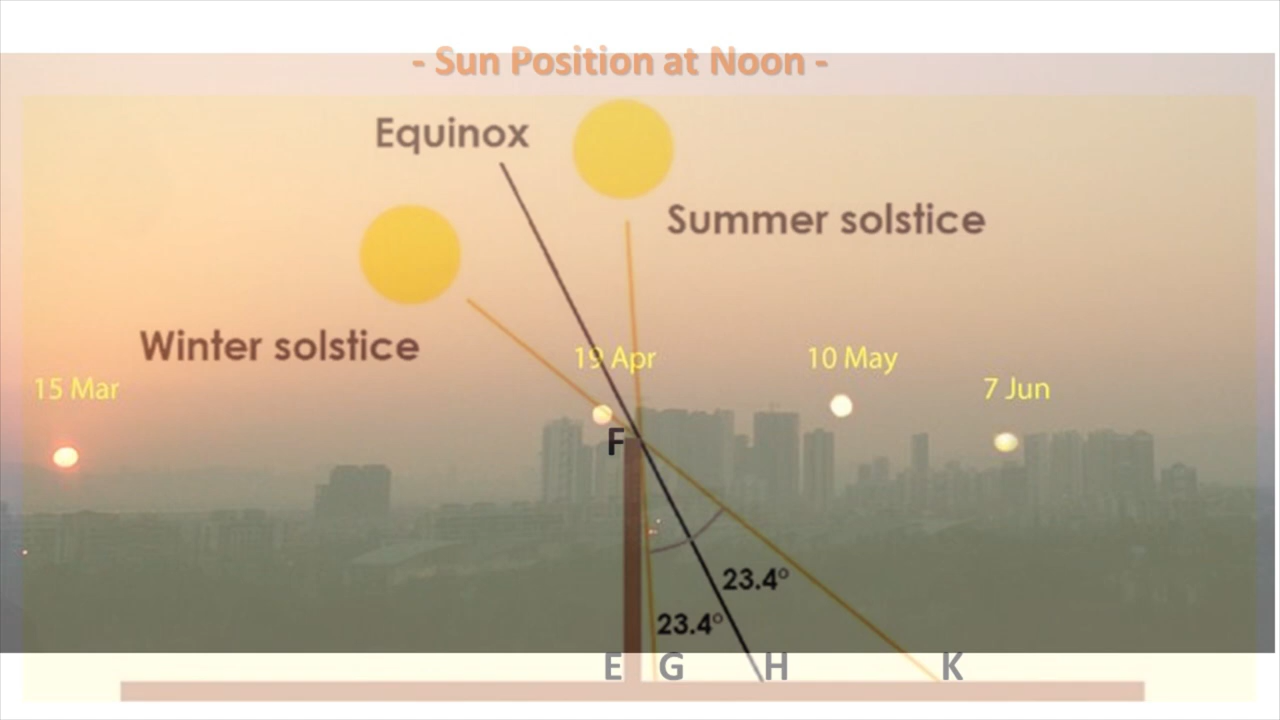 - Sun Position at Noon -
Equinox
Summer solstice
Winter solstice
19 Apr
10 May
15 Mar
7 Jun
F
23.4°
23.4°
E G H K